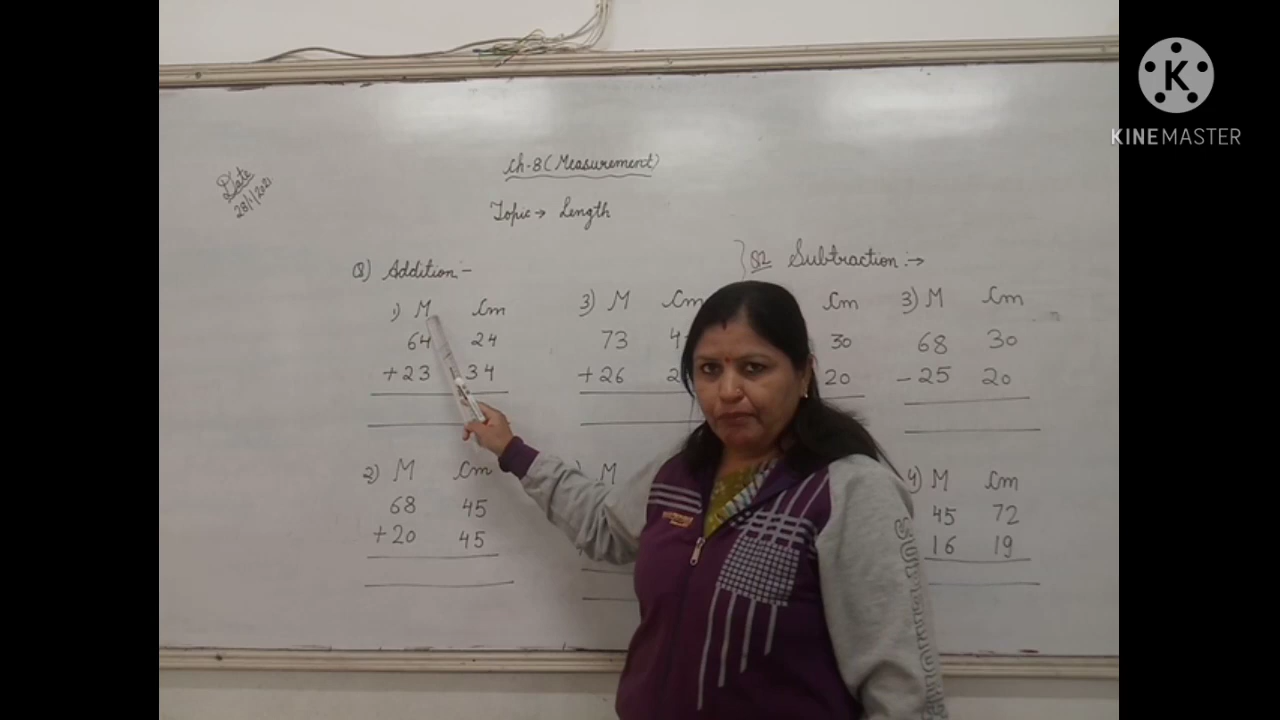 Date
28/1/2021
Ch-8 (Measurement)
Topic → Length
Q) Addition:-
1) M Cm
64 24
+23 34
2) M Cm
68 45
+20 45
3) M Cm
73
+26
M
Q2 Subtraction:→
Cm
30
20
3) M Cm
68 30
-25 20
4) M Cm
45 72
16 19
K
KINEMASTER